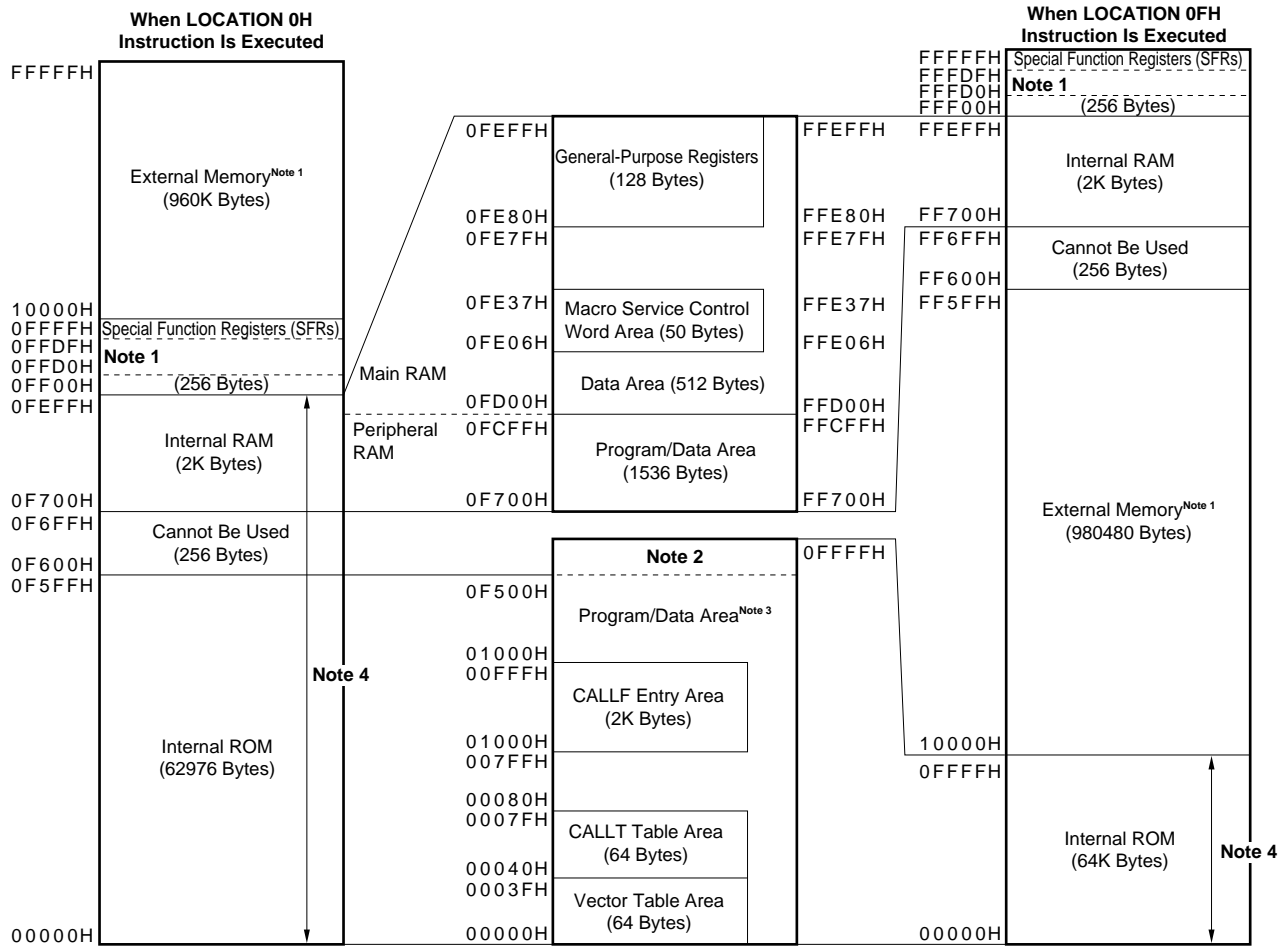 When LOCATION 0H
Instruction Is Executed
FFFFFH
External Memory Note 1
(960K Bytes)
10000H
0FFFFH
Special Function Registers (SFRs)
0FFDFH
Note 1
0FFD0H
0FF00H
(256 Bytes)
0FEFFH
Internal RAM
(2K Bytes)
0F700H
0F6FFH
Cannot Be Used
(256 Bytes)
0F600H
0F5FFH
Note 4
Internal ROM
(62976 Bytes)
00000H
Main RAM
Peripheral
RAM
0FEFFH
General-Purpose Registers
(128 Bytes)
FFEFFH
0FE80H
FFE80H
0FE7FH
FFE7FH
0FE37H
Macro Service Control
Word Area (50 Bytes)
FFE37H
0FE06H
FFE06H
Data Area (512 Bytes)
0FD00H
FFD00H
0FCFFH
FFCFFH
Program/Data Area
(1536 Bytes)
0F700H
FF700H
Note 2
0FFFFH
0F500H
Program/Data Area Note 3
01000H
00FFFH
CALLF Entry Area
(2K Bytes)
01000H
007FFH
00080H
0007FH
CALLT Table Area
(64 Bytes)
00040H
0003FH
Vector Table Area
(64 Bytes)
00000H
When LOCATION 0FH
Instruction Is Executed
FFFFFH
Special Function Registers (SFRs)
FFFDFH
Note 1
FFFD0H
FFF00H
(256 Bytes)
FFEFFH
Internal RAM
(2K Bytes)
FF700H
FF6FFH
Cannot Be Used
(256 Bytes)
FF600H
FF5FFH
External Memory Note 1
(980480 Bytes)
10000H
0FFFFH
Internal ROM
(64K Bytes)
Note 4
00000H